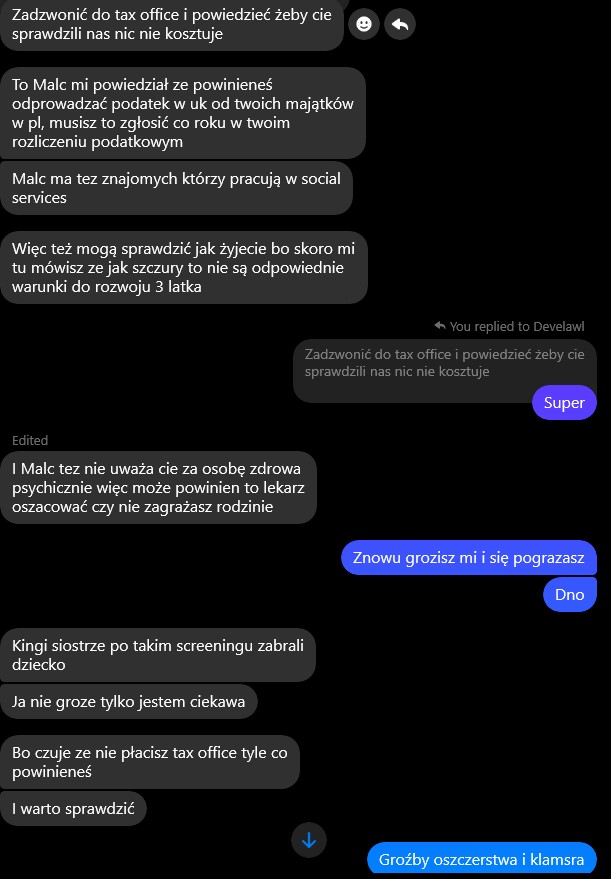 Zadzwonić do tax office i powiedzieć żeby cie
sprawdzili nas nic nie kosztuje
To Malc mi powiedział ze powinieneś
odprowadzać podatek w uk od twoich majątków
w pl, musisz to zgłosić co roku w twoim
rozliczeniu podatkowym
Malc ma tez znajomych którzy pracują w social
services
Więc też mogą sprawdzić jak żyjecie bo skoro mi
tu mówisz ze jak szczury to nie są odpowiednie
warunki do rozwoju 3 latka
You replied to Develawl
Zadzwonić do tax office i powiedzieć żeby cie
sprawdzili nas nic nie kosztuje
Super
Edited
I Malc tez nie uważa cie za osobę zdrowa
psychicznie więc może powinien to lekarz
oszacować czy nie zagrażasz rodzinie
Znowu grozisz mi i się pograzasz
Dno
Kingi siostrze po takim screeningu zabrali
dziecko
Ja nie groze tylko jestem ciekawa
Bo czuje ze nie płacisz tax office tyle co
powinieneś
I warto sprawdzić
Groźby oszczerstwa i klamsra